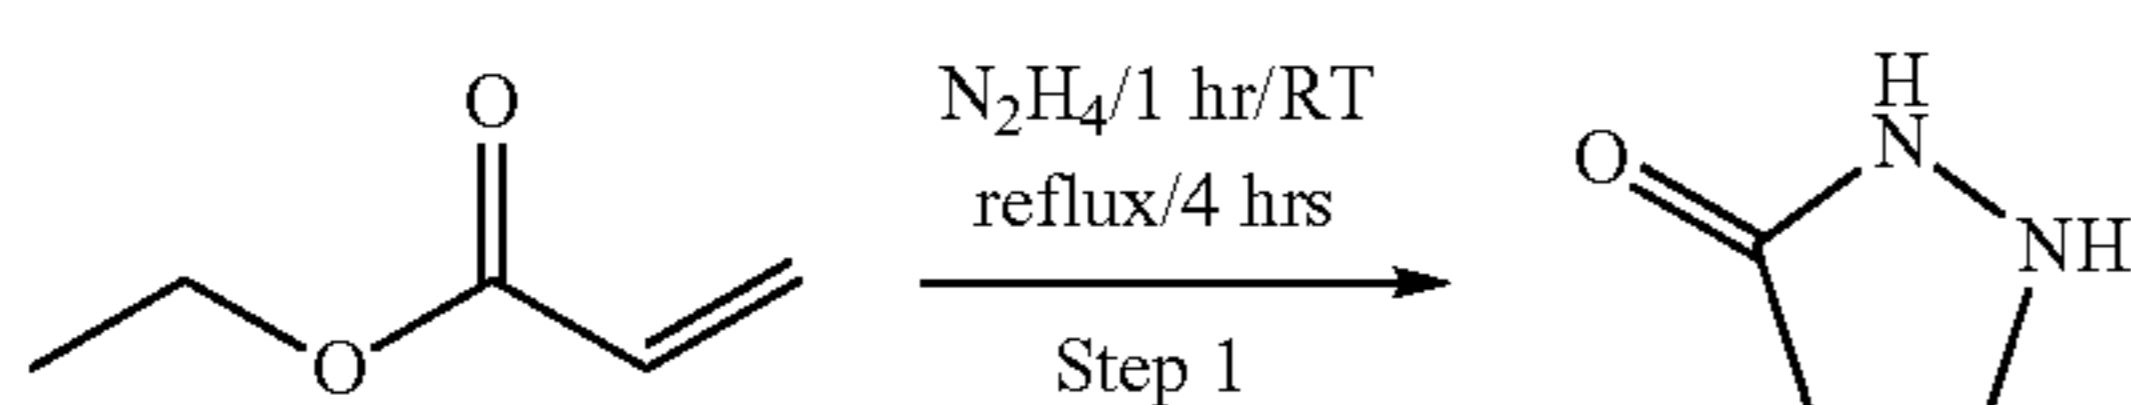 O
O
N₂H₄/1 hr/RT
reflux/4 hrs
Step 1
O
H
N
NH